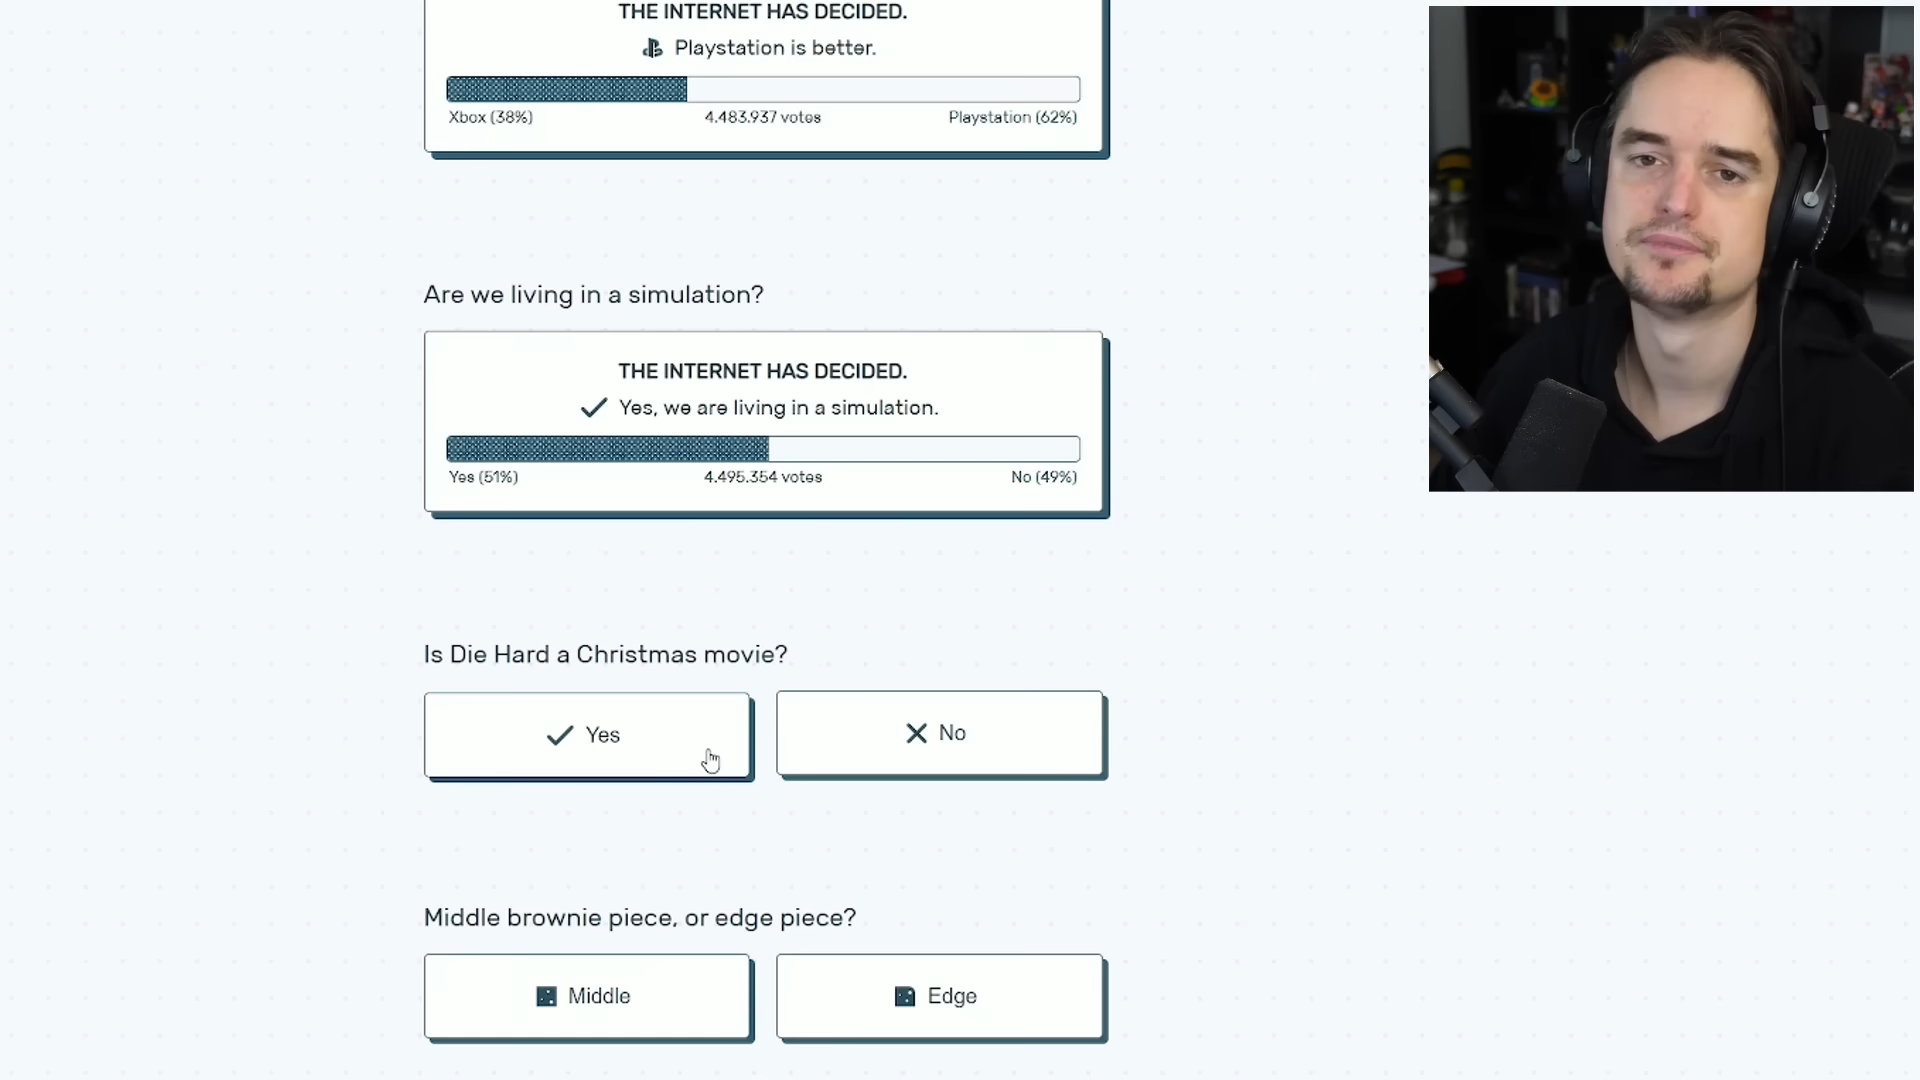 THE INTERNET HAS DECIDED.
Playstation is better.
Xbox (38%) 4.483.937 votes Playstation (62%)
Are we living in a simulation?
THE INTERNET HAS DECIDED.
Yes, we are living in a simulation.
Yes (51%) 4.495.354 votes No (49%)
Is Die Hard a Christmas movie?
Yes No
Middle brownie piece, or edge piece?
Middle Edge